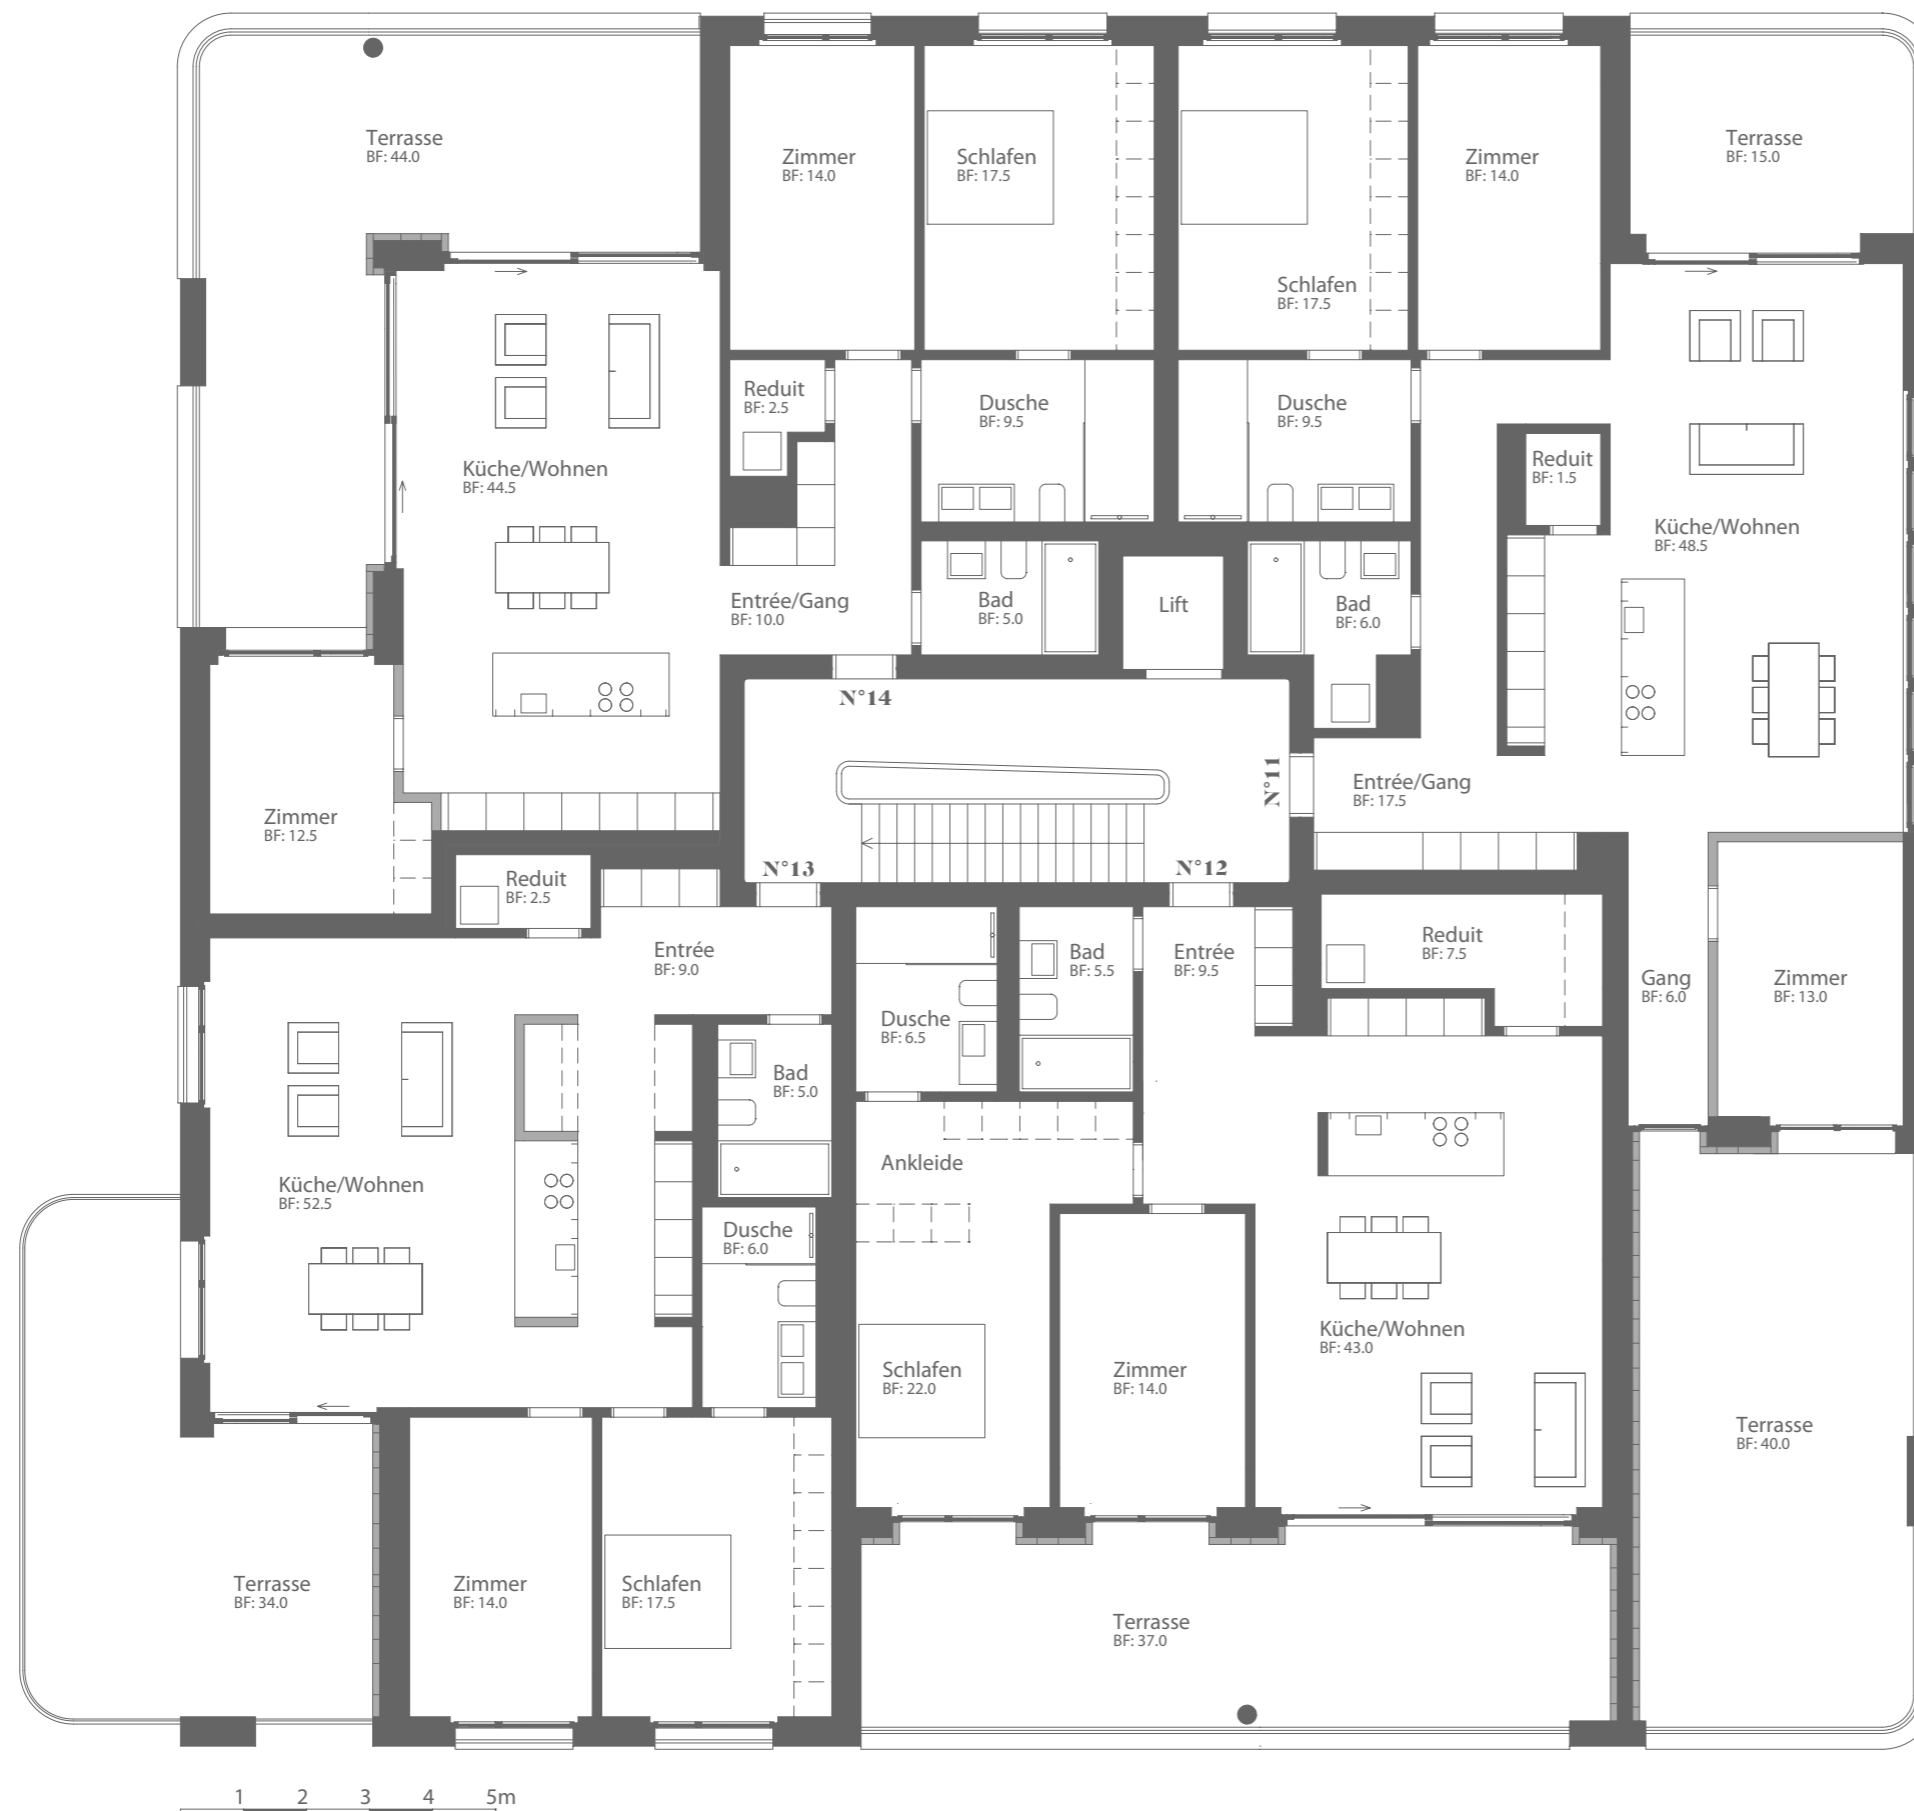 Terrasse
BF: 44.0
Zimmer
BF: 14.0
Schlafen
BF: 17.5
Schlafen
BF: 17.5
Zimmer
BF: 14.0
Terrasse
BF: 15.0
Reduit
BF: 2.5
Dusche
BF: 9.5
Dusche
BF: 9.5
Reduit
BF: 1.5
Küche/Wohnen
BF: 44.5
Küche/Wohnen
BF: 48.5
Entrée/Gang
BF: 10.0
Bad
BF: 5.0
Lift
Bad
BF: 6.0
N°14
N°11
Entrée/Gang
BF: 17.5
Zimmer
BF: 12.5
N°13
N°12
Reduit
BF: 2.5
Entrée
BF: 9.0
Bad
BF: 5.5
Entrée
BF: 9.5
Reduit
BF: 7.5
Gang
BF: 6.0
Zimmer
BF: 13.0
Dusche
BF: 6.5
Bad
BF: 5.0
Ankleide
Küche/Wohnen
BF: 52.5
Dusche
BF: 6.0
Küche/Wohnen
BF: 43.0
Schlafen
BF: 22.0
Zimmer
BF: 14.0
Terrasse
BF: 40.0
Terrasse
BF: 34.0
Zimmer
BF: 14.0
Schlafen
BF: 17.5
Terrasse
BF: 37.0
1 2 3 4 5m